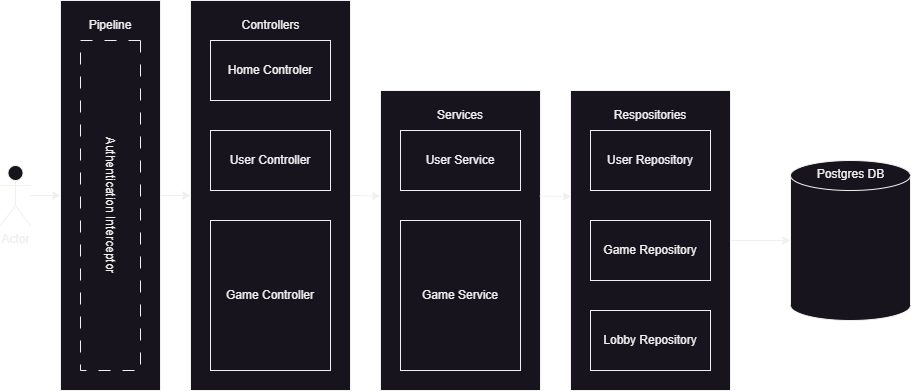 Pipeline
Controllers
Home Controler
Services
Respositories
Authentication Interceptor
User Controller
User Service
User Repository
Postgres DB
Actor
Game Repository
Game Controller
Game Service
Lobby Repository